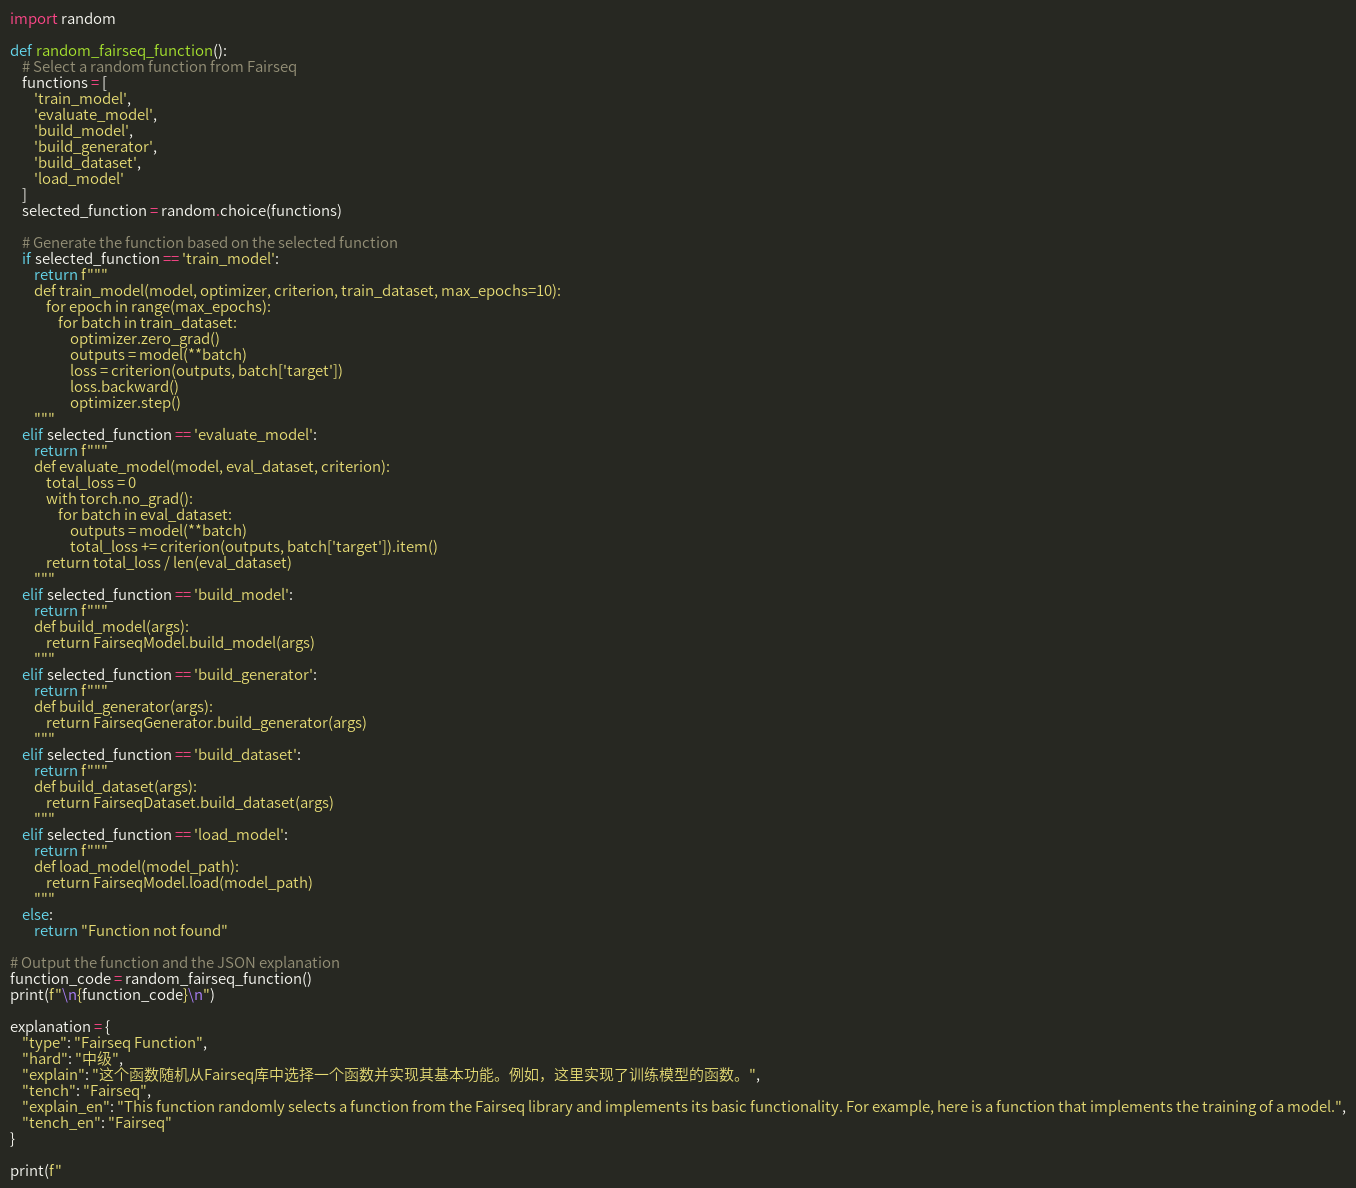 import random

def random_fairseq_function():
    # Select a random function from Fairseq
    functions = [
        'train_model',
        'evaluate_model',
        'build_model',
        'build_generator',
        'build_dataset',
        'load_model'
    ]
    selected_function = random.choice(functions)

    # Generate the function based on the selected function
    if selected_function == 'train_model':
        return f"""
        def train_model(model, optimizer, criterion, train_dataset, max_epochs=10):
            for epoch in range(max_epochs):
                for batch in train_dataset:
                    optimizer.zero_grad()
                    outputs = model(**batch)
                    loss = criterion(outputs, batch['target'])
                    loss.backward()
                    optimizer.step()
        """
    elif selected_function == 'evaluate_model':
        return f"""
        def evaluate_model(model, eval_dataset, criterion):
            total_loss = 0
            with torch.no_grad():
                for batch in eval_dataset:
                    outputs = model(**batch)
                    total_loss += criterion(outputs, batch['target']).item()
            return total_loss / len(eval_dataset)
        """
    elif selected_function == 'build_model':
        return f"""
        def build_model(args):
            return FairseqModel.build_model(args)
        """
    elif selected_function == 'build_generator':
        return f"""
        def build_generator(args):
            return FairseqGenerator.build_generator(args)
        """
    elif selected_function == 'build_dataset':
        return f"""
        def build_dataset(args):
            return FairseqDataset.build_dataset(args)
        """
    elif selected_function == 'load_model':
        return f"""
        def load_model(model_path):
            return FairseqModel.load(model_path)
        """
    else:
        return "Function not found"

# Output the function and the JSON explanation
function_code = random_fairseq_function()
print(f"\n{function_code}\n")

explanation = {
    "type": "Fairseq Function",
    "hard": "中级",
    "explain": "这个函数随机从Fairseq库中选择一个函数并实现其基本功能。例如，这里实现了训练模型的函数。",
    "tench": "Fairseq",
    "explain_en": "This function randomly selects a function from the Fairseq library and implements its basic functionality. For example, here is a function that implements the training of a model.",
    "tench_en": "Fairseq"
}

print(f"